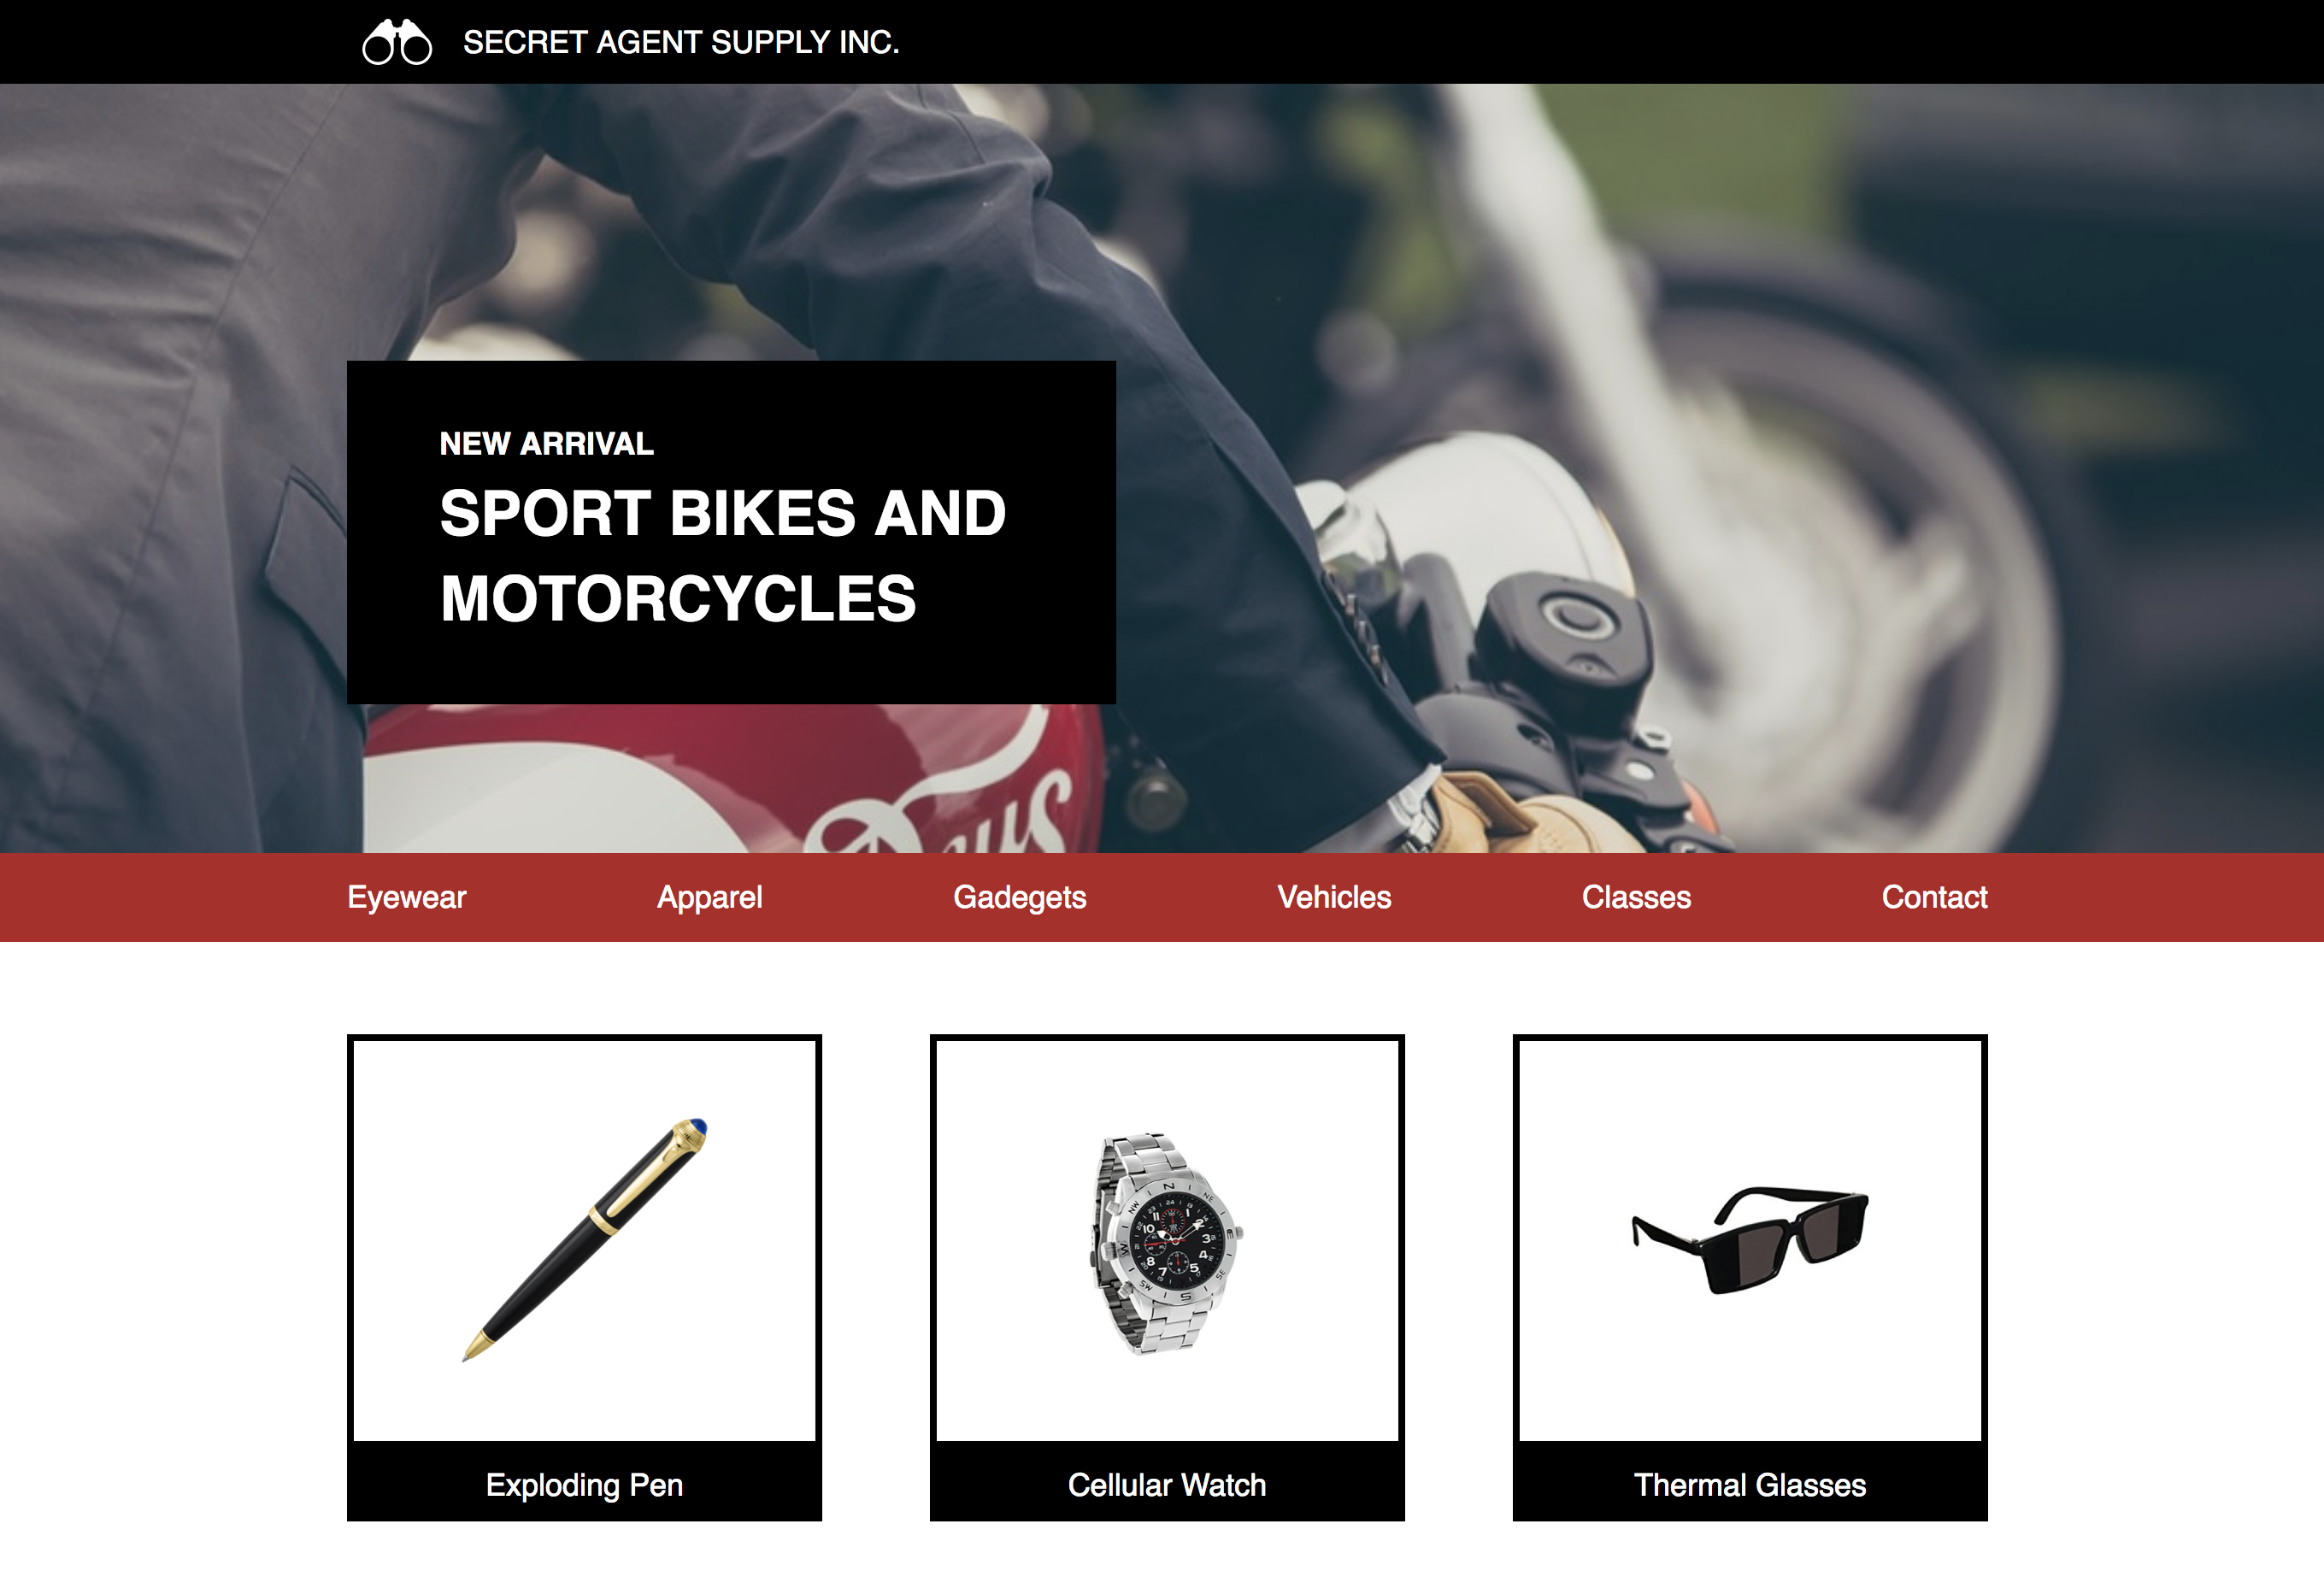 SECRET AGENT SUPPLY INC.
NEW ARRIVAL
SPORT BIKES AND
MOTORCYCLES
Eyewear Apparel Gadegets Vehicles Classes Contact
Exploding Pen Cellular Watch Thermal Glasses